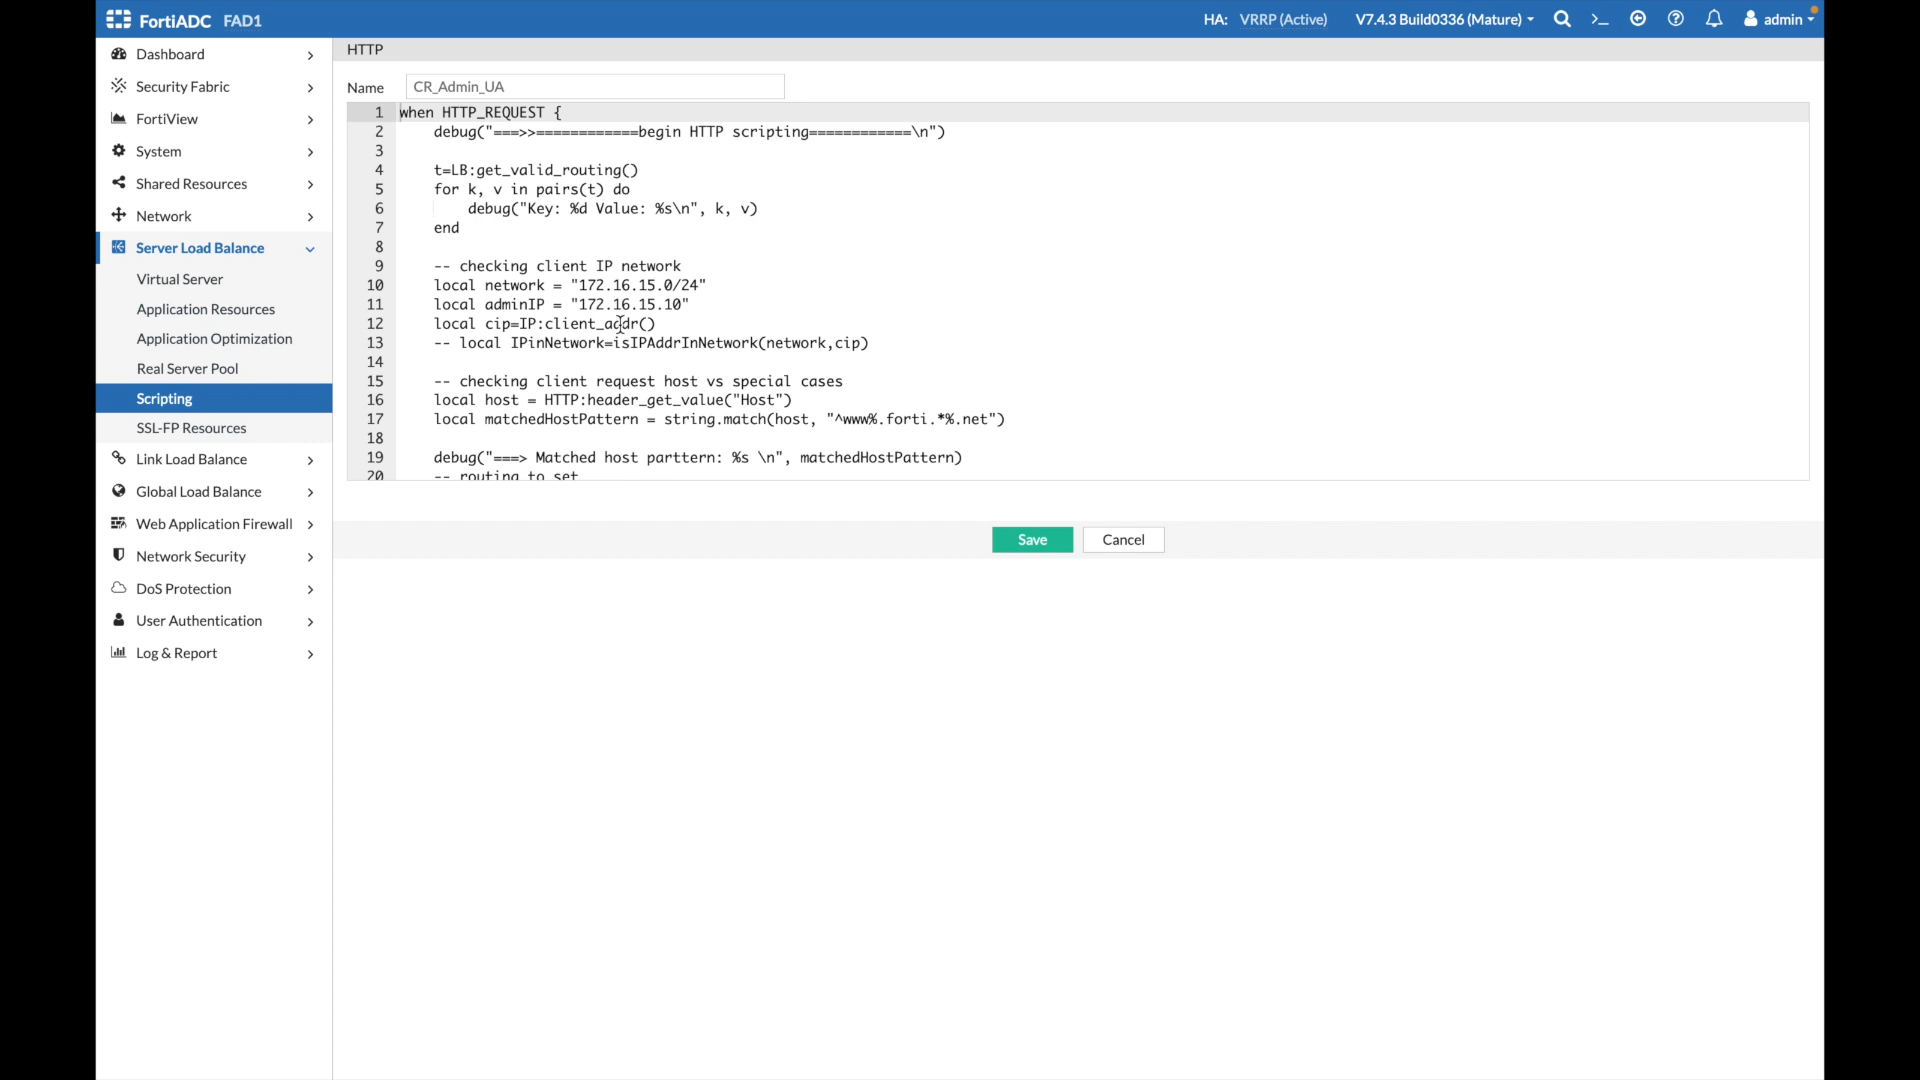 FortiADC FAD1
HA: VRRP (Active) V7.4.3 Build0336 (Mature) admin
Dashboard
Security Fabric
FortiView
System
Shared Resources
Network
Server Load Balance
Virtual Server
Application Resources
Application Optimization
Real Server Pool
Scripting
SSL-FP Resources
Link Load Balance
Global Load Balance
Web Application Firewall
Network Security
DoS Protection
User Authentication
Log & Report
HTTP
Name CR_Admin_UA
1 when HTTP_REQUEST {
2 debug("===>>============begin HTTP scripting============\n")
3
4 t=LB:get_valid_routing()
5 for k, v in pairs(t) do
6 debug("Key: %d Value: %s\n", k, v)
7 end
8
9 -- checking client IP network
10 local network = "172.16.15.0/24"
11 local adminIP = "172.16.15.10"
12 local cip=IP:client_addr()
13 -- local IPinNetwork=isIPAddrInNetwork(network,cip)
14
15 -- checking client request host vs special cases
16 local host = HTTP:header_get_value("Host")
17 local matchedHostPattern = string.match(host, "^www%.forti.*%.net")
18
19 debug("===> Matched host parttern: %s \n", matchedHostPattern)
20 -- routing to set
Save Cancel